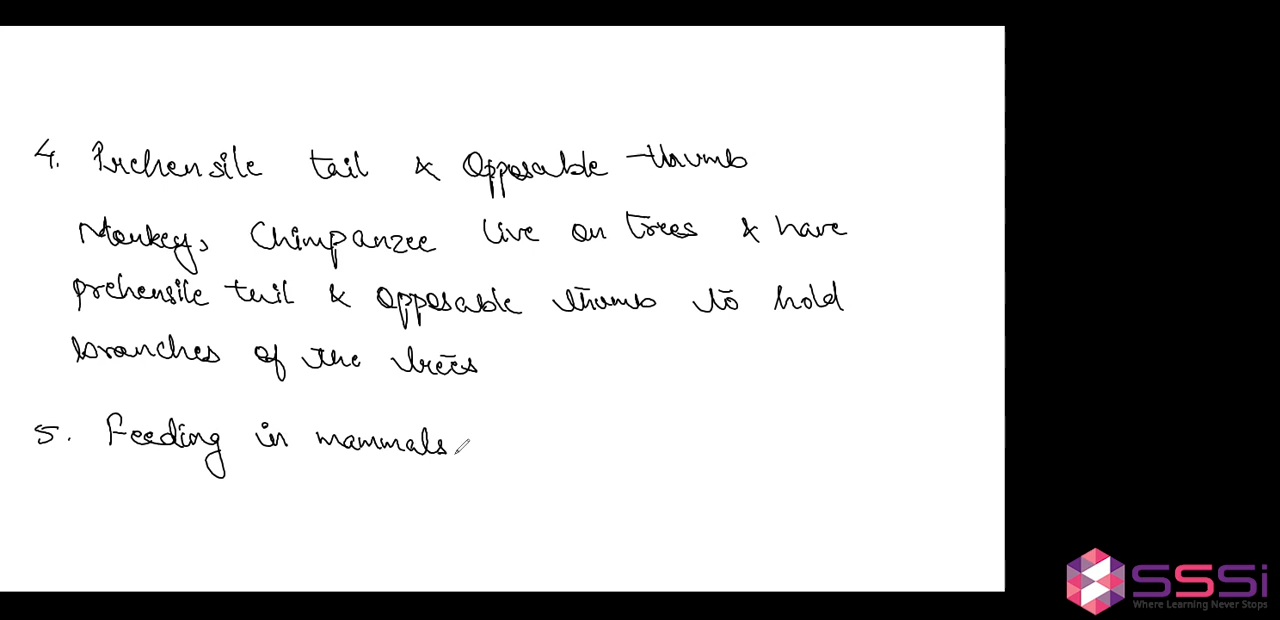 4. Prehensile tail & Opposable thumb
Monkeys, Chimpanzee live on trees & have
prehensile tail & opposable thumb to hold
branches of the trees
5. Feeding in mammals
SSSi
Where Learning Never Stops